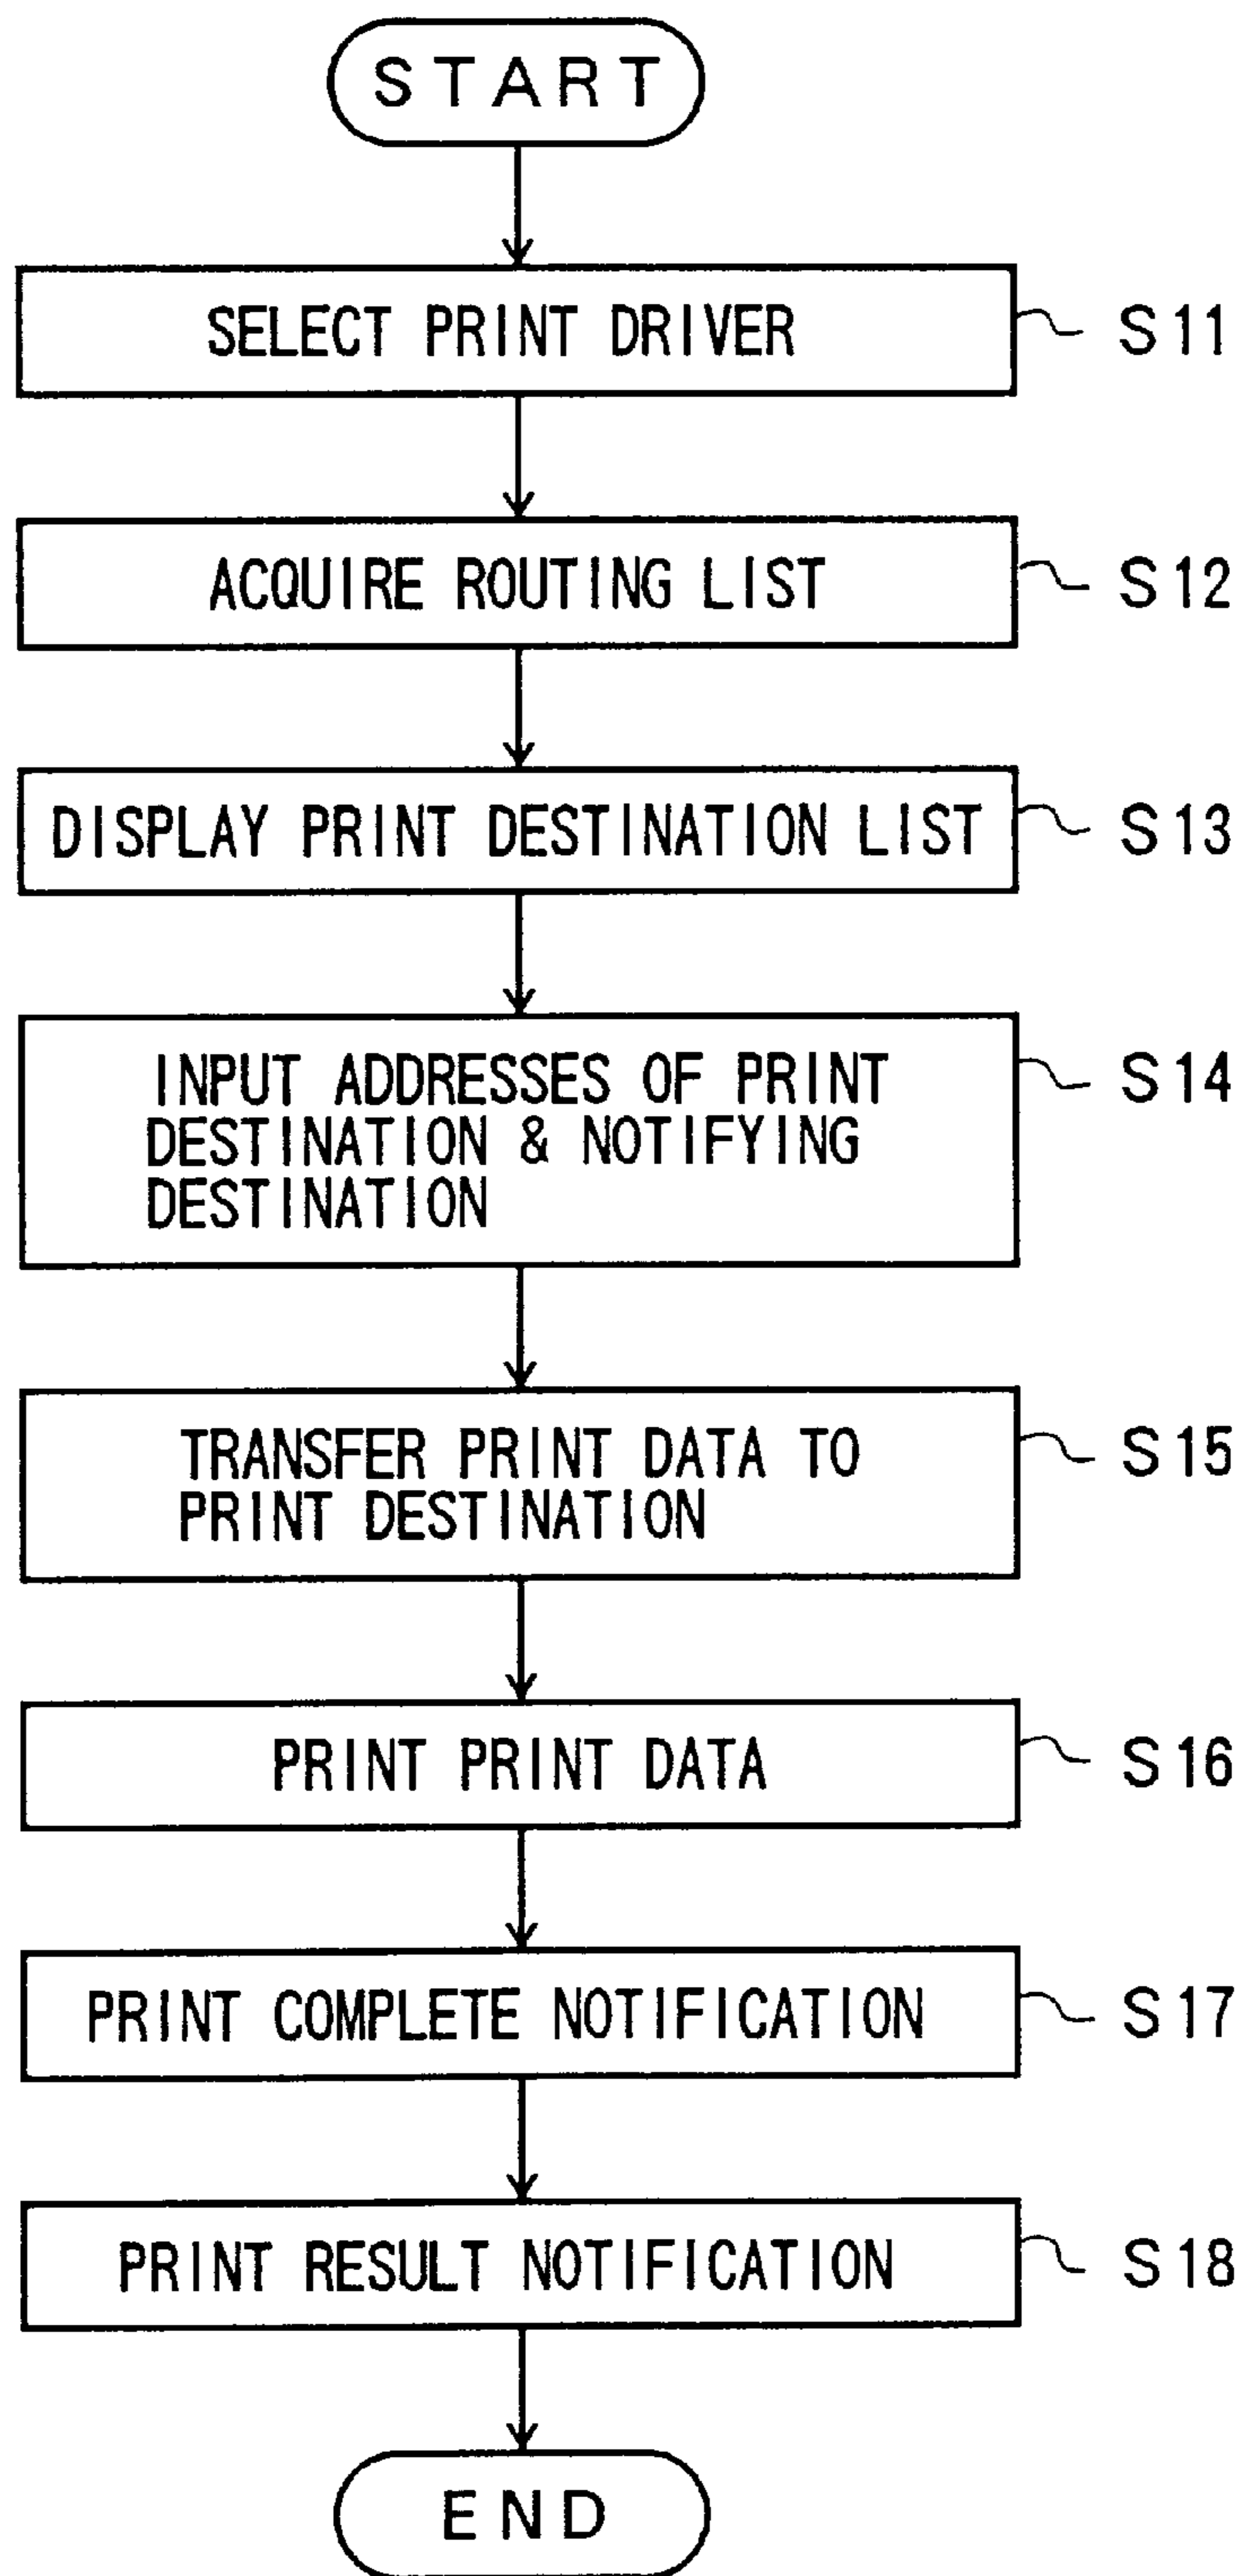 START
SELECT PRINT DRIVER
S11
ACQUIRE ROUTING LIST
S12
DISPLAY PRINT DESTINATION LIST
S13
INPUT ADDRESSES OF PRINT
DESTINATION & NOTIFYING
DESTINATION
S14
TRANSFER PRINT DATA TO
PRINT DESTINATION
S15
PRINT PRINT DATA
S16
PRINT COMPLETE NOTIFICATION
S17
PRINT RESULT NOTIFICATION
S18
END